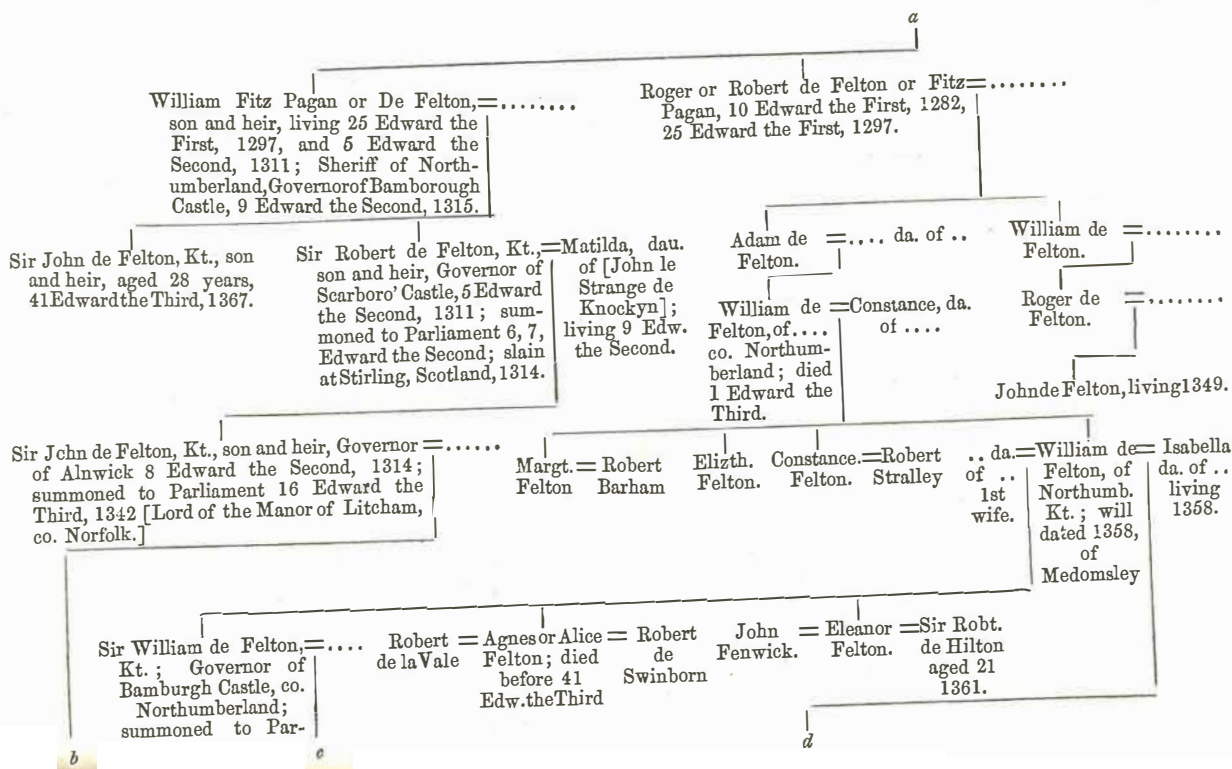 a
William Fitz Pagan or De Felton,=........
son and heir, living 25 Edward the
First, 1297, and 5 Edward the
Second, 1311; Sheriff of North-
umberland, Governor of Bamborough
Castle, 9 Edward the Second, 1315.
Roger or Robert de Felton or Fitz=........
Pagan, 10 Edward the First, 1282,
25 Edward the First, 1297.
Sir John de Felton, Kt., son
and heir, aged 28 years,
41 Edward the Third, 1367.
Sir Robert de Felton, Kt.,=
son and heir, Governor of
Scarboro' Castle, 5 Edward
the Second, 1311; sum-
moned to Parliament 6, 7,
Edward the Second; slain
at Stirling, Scotland, 1314.
Matilda, dau.
of [John le
Strange de
Knockyn];
living 9 Edw.
the Second.
Adam de =.... da. of ..
Felton.
William de =........
Felton.
William de =
Felton, of ....
co. Northum-
berland; died
1 Edward the
Third.
Constance, da.
of ....
Roger de =........
Felton.
John de Felton, living 1349.
Sir Jchn de Felton, Kt., son and heir, Governor =......
of Alnwick 8 Edward the Second, 1314;
summoned to Parliament 16 Edward the
Third, 1342 [Lord of the Manor of Litcham,
co. Norfolk.]
Margt. = Robert
Felton Barham
Elizth.
Felton.
Constance. = Robert
Felton. Stralley
.. da. =
of ..
1st
wife.
William de =
Felton, of
Northumb.
Kt.; will
dated 1358,
of
Medomsley
Isabella
da. of ..
living
1358.
Sir William de Felton, =....
Kt.; Governor of
Bamburgh Castle, co.
Northumberland;
summoned to Par-
Robert =
de la Vale
Agnes or Alice =
Felton; died
before 41
Edw. the Third
Robert
de
Swinborn
John =
Fenwick.
Eleanor =
Felton.
Sir Robt.
de Hilton
aged 21
1361.
b
c
d